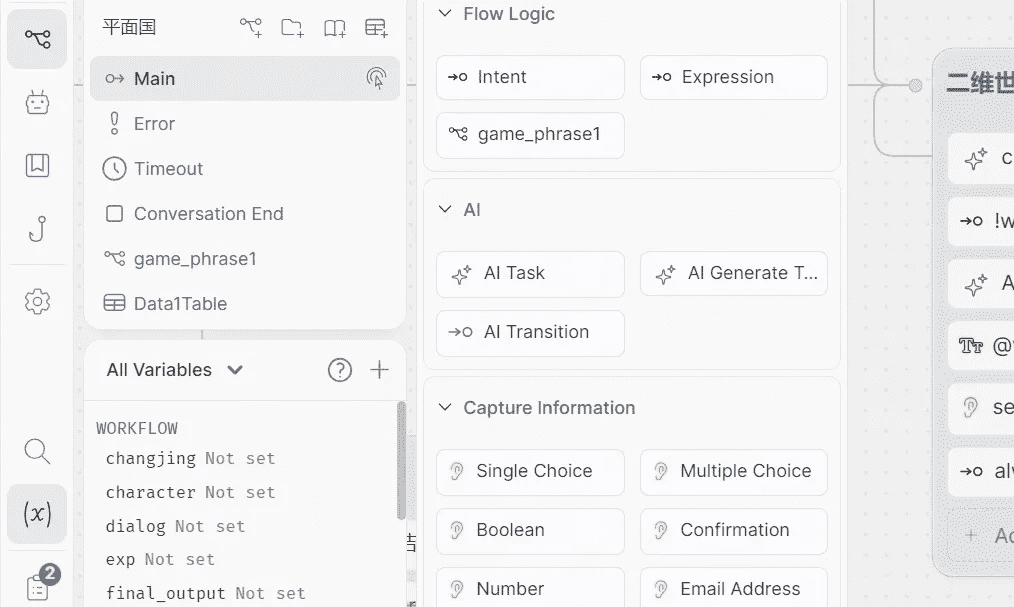 平面国
Main
Error
Timeout
Conversation End
game_phrase1
Data1Table
All Variables
WORKFLOW
changjing Not set
character Not set
dialog Not set
exp Not set
final_output Not set
(x)
2
Flow Logic
Intent
Expression
game_phrase1
AI
AI Task
AI Generate T...
AI Transition
Capture Information
Single Choice
Multiple Choice
Boolean
Confirmation
Number
Email Address
二维世
!w
A
@
se
al